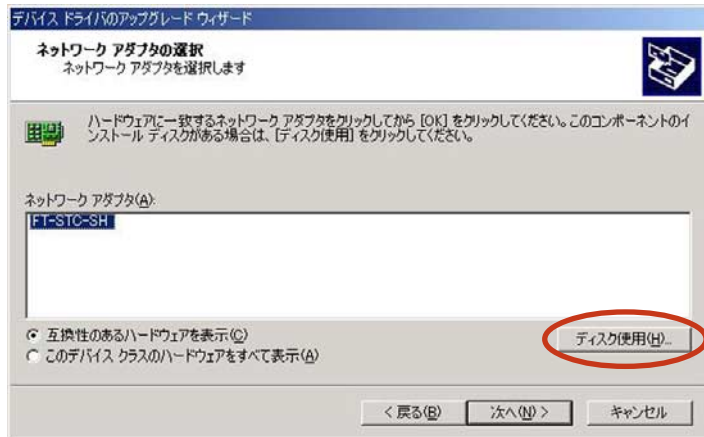 デバイス ドライバのアップグレード ウィザード
ネットワーク アダプタの選択
ネットワーク アダプタを選択します
ハードウェアに一致するネットワーク アダプタをクリックしてから [OK] をクリックしてください。このコンポーネントのイ
ンストール ディスクがある場合は、[ディスク使用] をクリックしてください。
ネットワーク アダプタ(A):
FT-STC-SH
互換性のあるハードウェアを表示(C)
ディスク使用(H)...
このデバイス クラスのハードウェアをすべて表示(A)
< 戻る(B)
次へ(N) >
キャンセル